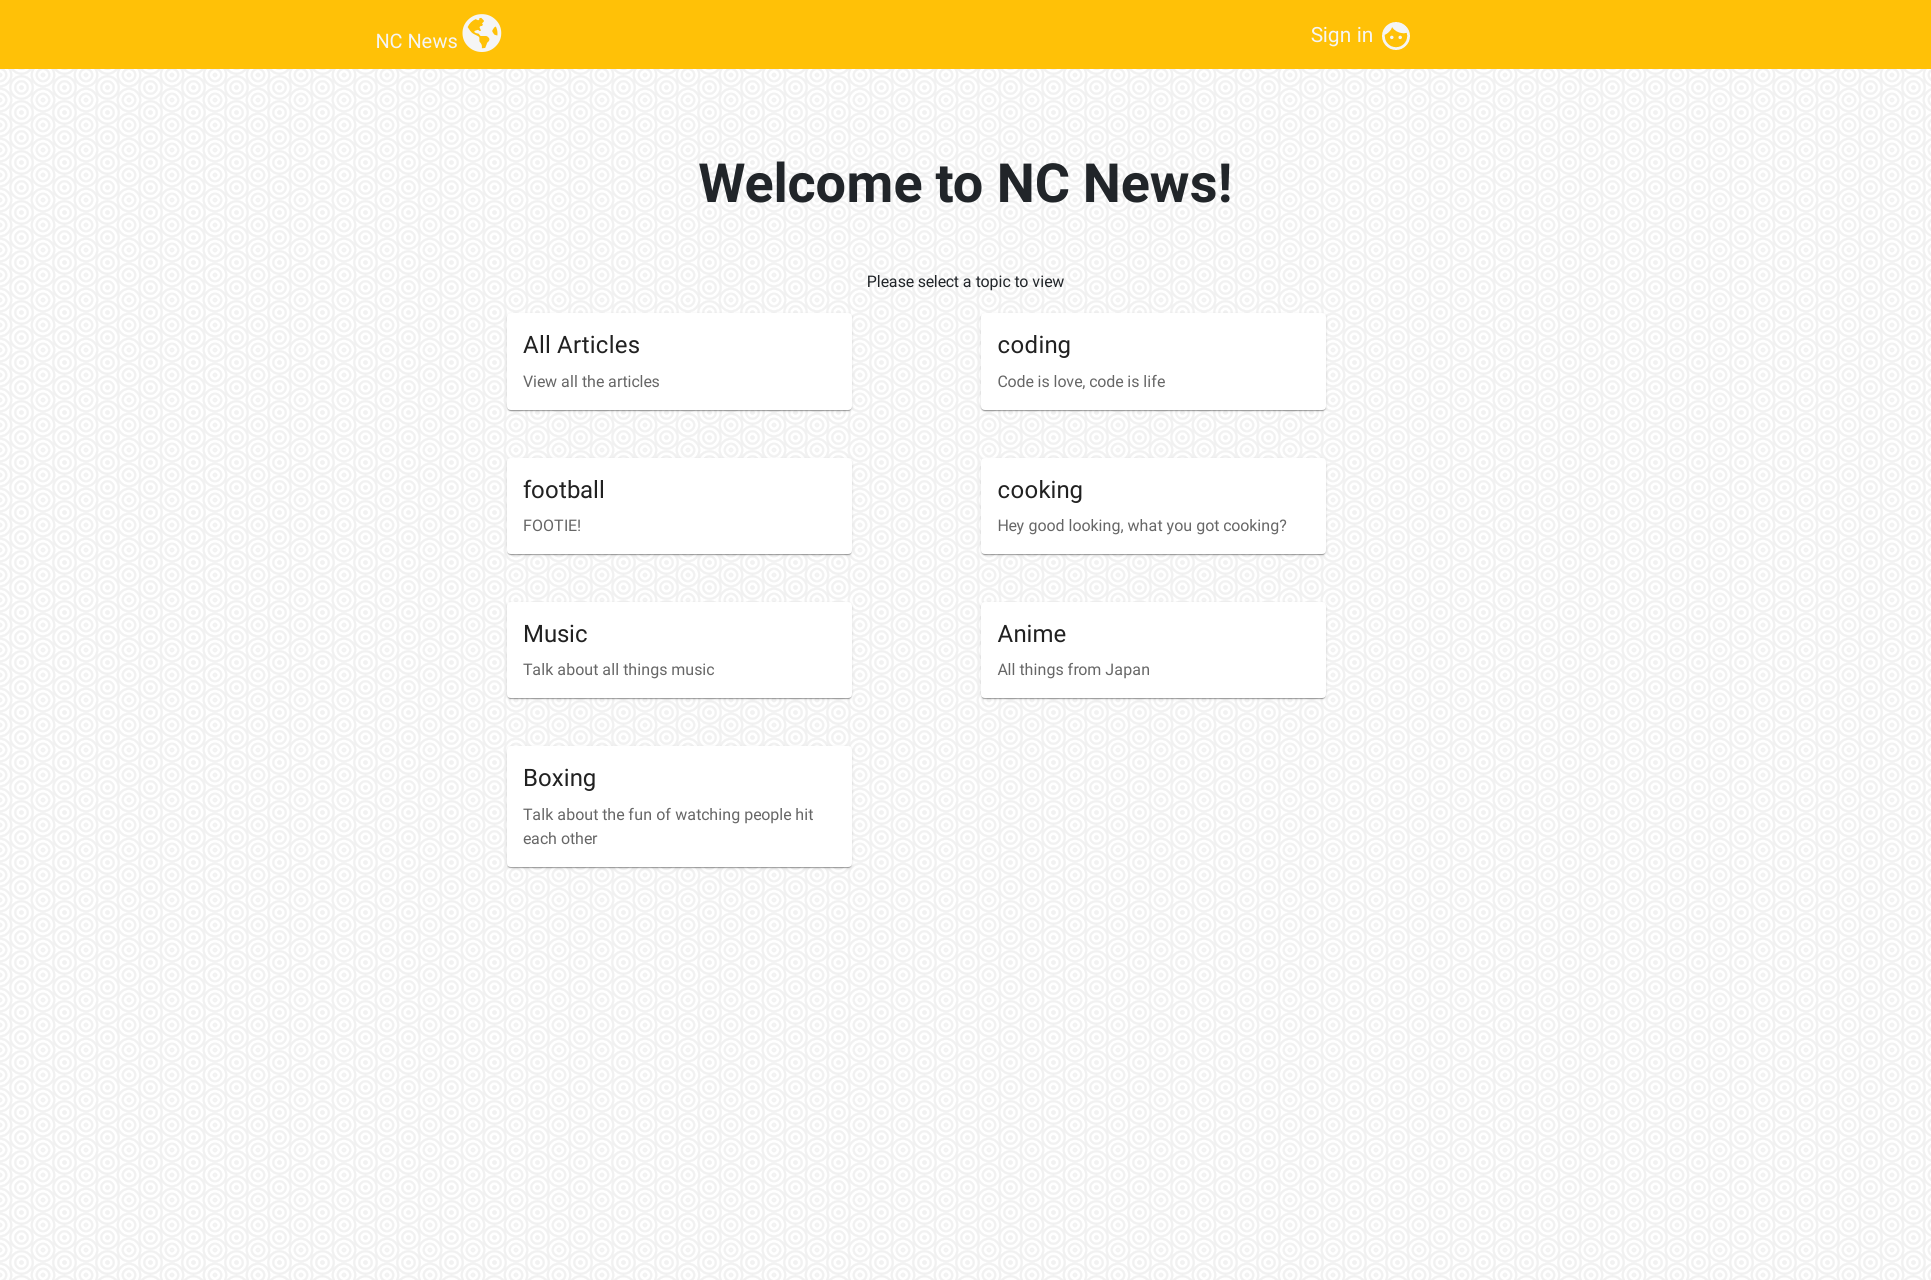 NC News
Sign in
Welcome to NC News!
Please select a topic to view
All Articles
View all the articles
coding
Code is love, code is life
football
FOOTIE!
cooking
Hey good looking, what you got cooking?
Music
Talk about all things music
Anime
All things from Japan
Boxing
Talk about the fun of watching people hit
each other